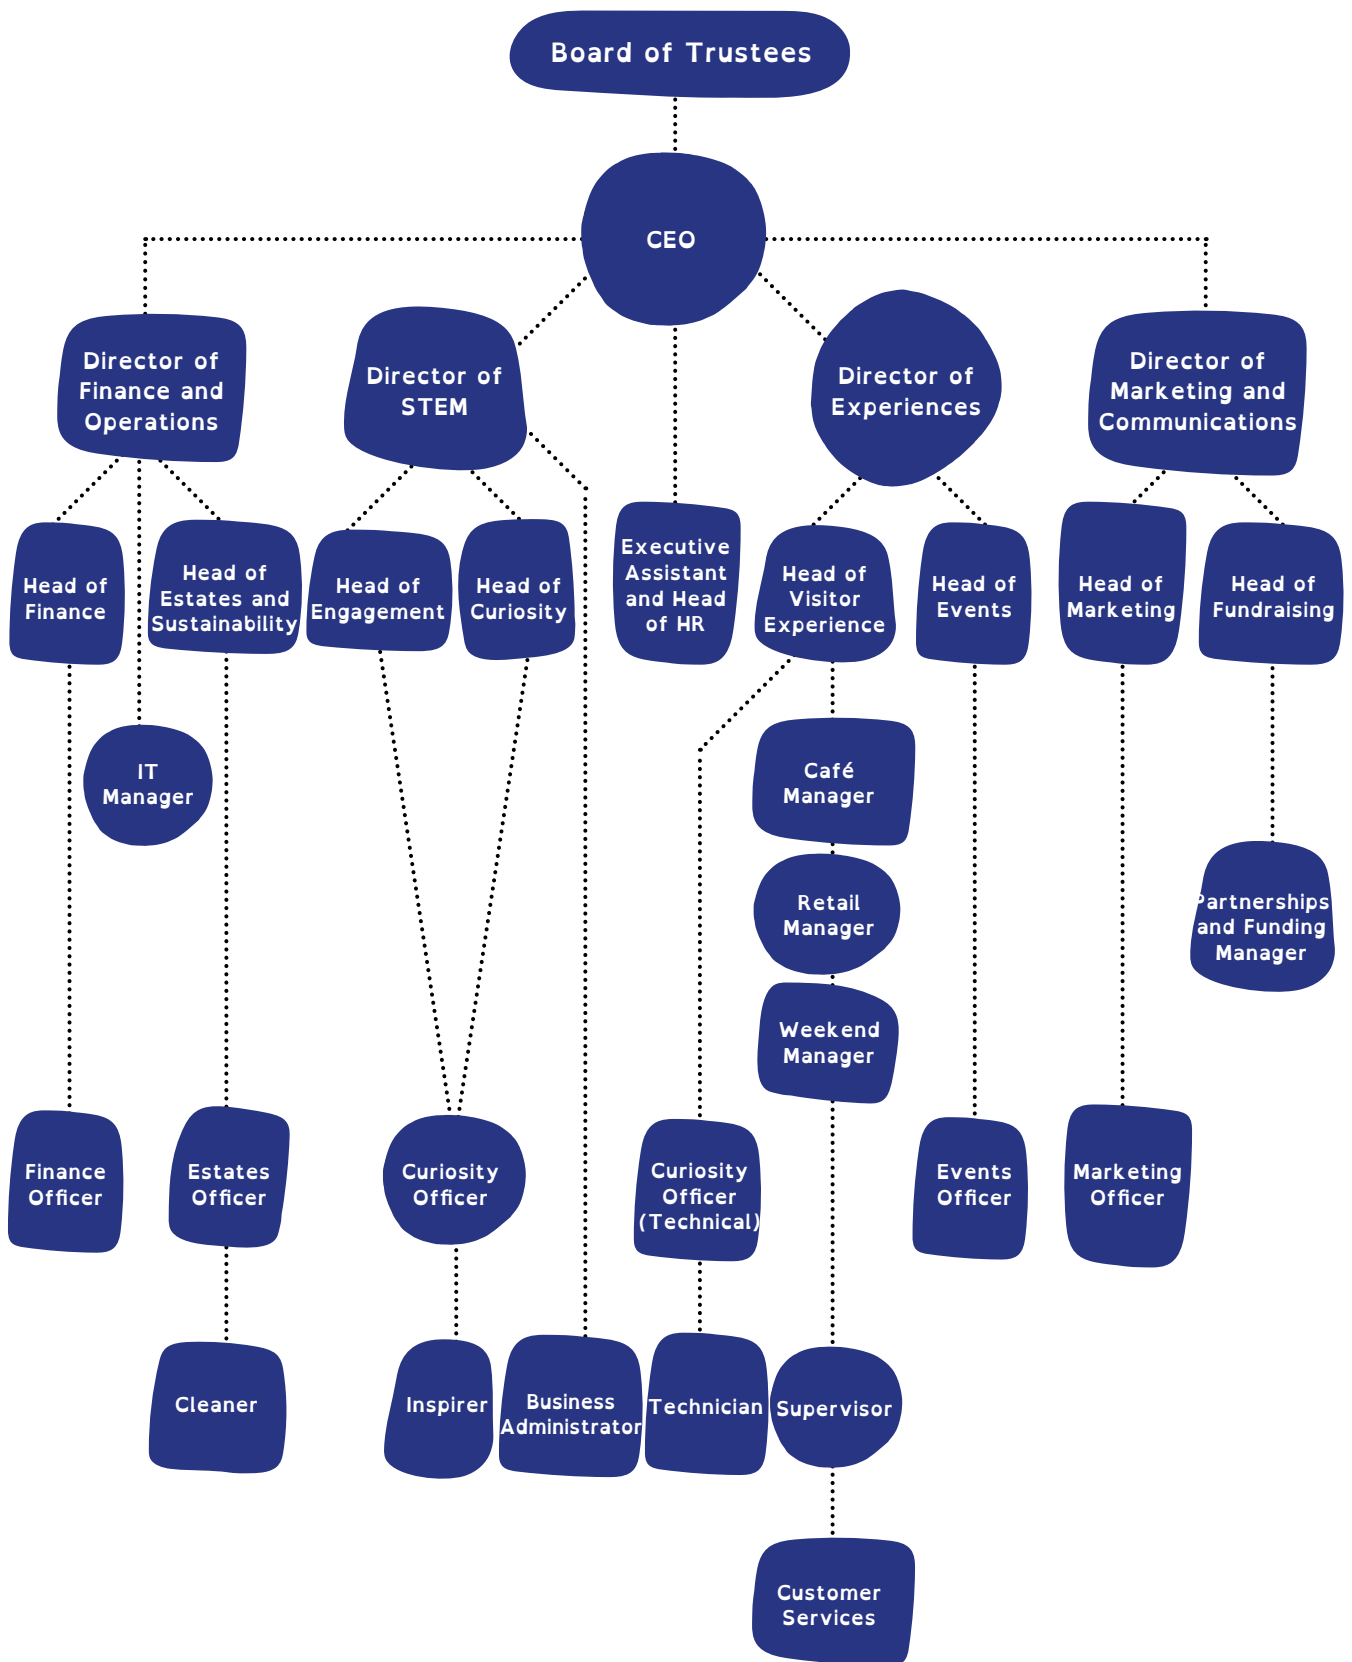 Board of Trustees
CEO
Director of
Finance and
Operations
Director of
STEM
Director of
Experiences
Director of
Marketing and
Communications
Head of
Finance
Head of
Estates and
Sustainability
Head of
Engagement
Head of
Curiosity
Executive
Assistant
and Head
of HR
Head of
Visitor
Experience
Head of
Events
Head of
Marketing
Head of
Fundraising
IT
Manager
Café
Manager
Retail
Manager
Partnerships
and Funding
Manager
Weekend
Manager
Finance
Officer
Estates
Officer
Curiosity
Officer
Curiosity
Officer
(Technical)
Events
Officer
Marketing
Officer
Cleaner
Inspirer
Business
Administrator
Technician
Supervisor
Customer
Services